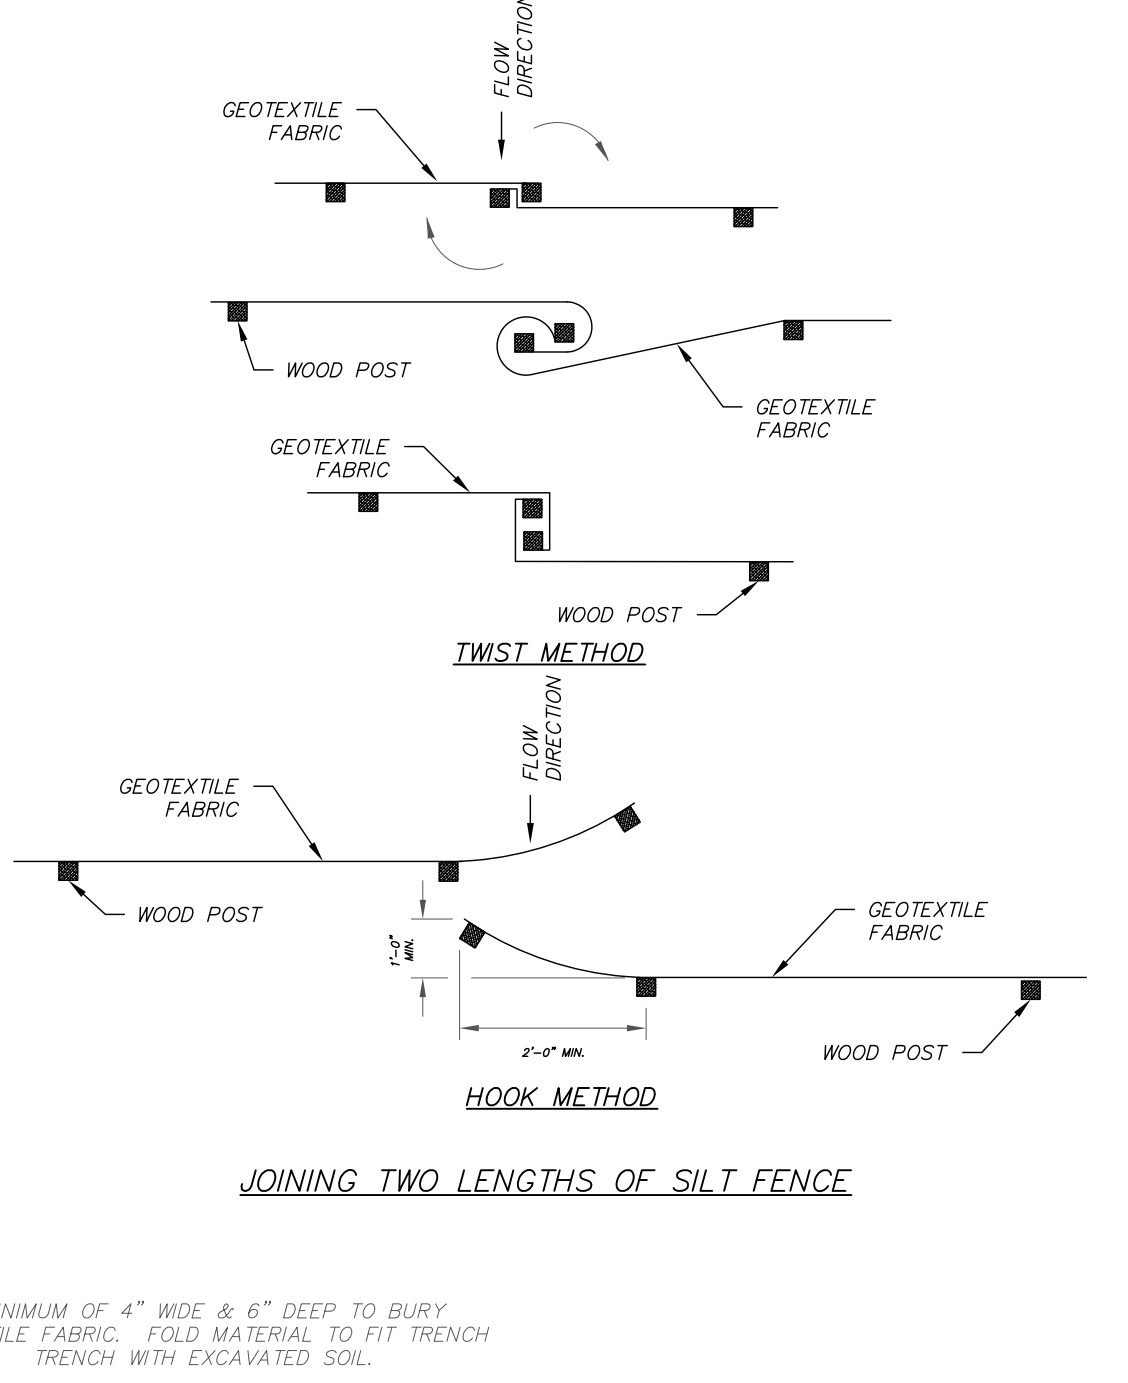 FLOW
DIRECTION
GEOTEXTILE
FABRIC
WOOD POST
GEOTEXTILE
FABRIC
GEOTEXTILE
FABRIC
WOOD POST
TWIST METHOD
FLOW
DIRECTION
GEOTEXTILE
FABRIC
WOOD POST
GEOTEXTILE
FABRIC
1'-0"
MIN.
2'-0" MIN.
WOOD POST
HOOK METHOD
JOINING TWO LENGTHS OF SILT FENCE
OF 4" WIDE & 6" DEEP TO BURY
FABRIC. FOLD MATERIAL TO FIT TRENCH
TRENCH WITH EXCAVATED SOIL.